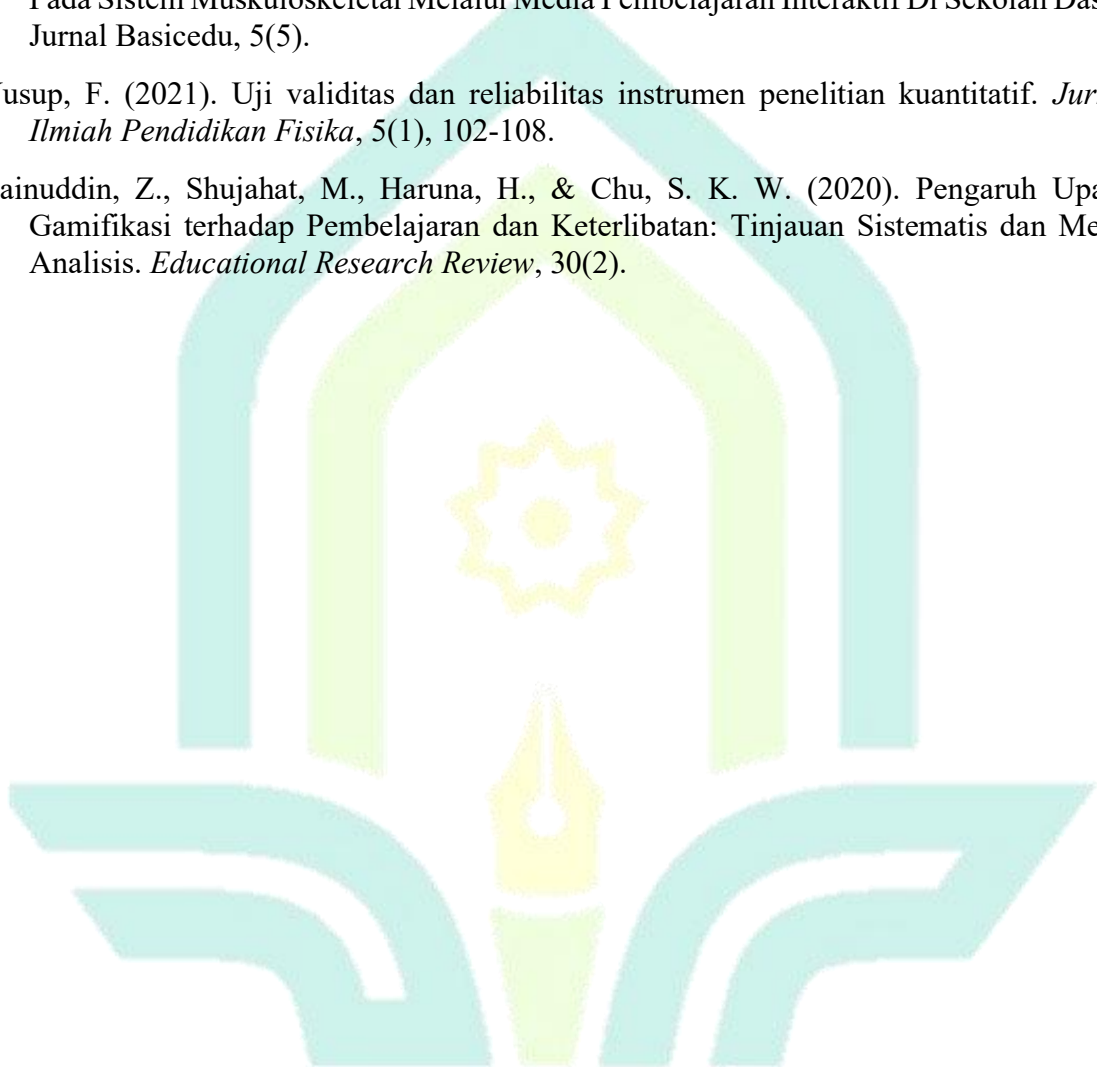 Pada Sistem Muskuloskeletal Melalui Media Pembelajaran Interaktif Di Sekolah Das
Jurnal Basicedu, 5(5).
usup, F. (2021). Uji validitas dan reliabilitas instrumen penelitian kuantitatif. Jur
Ilmiah Pendidikan Fisika, 5(1), 102-108.
ainuddin, Z., Shujahat, M., Haruna, H., & Chu, S. K. W. (2020). Pengaruh Upa
Gamifikasi terhadap Pembelajaran dan Keterlibatan: Tinjauan Sistematis dan Me
Analisis. Educational Research Review, 30(2).